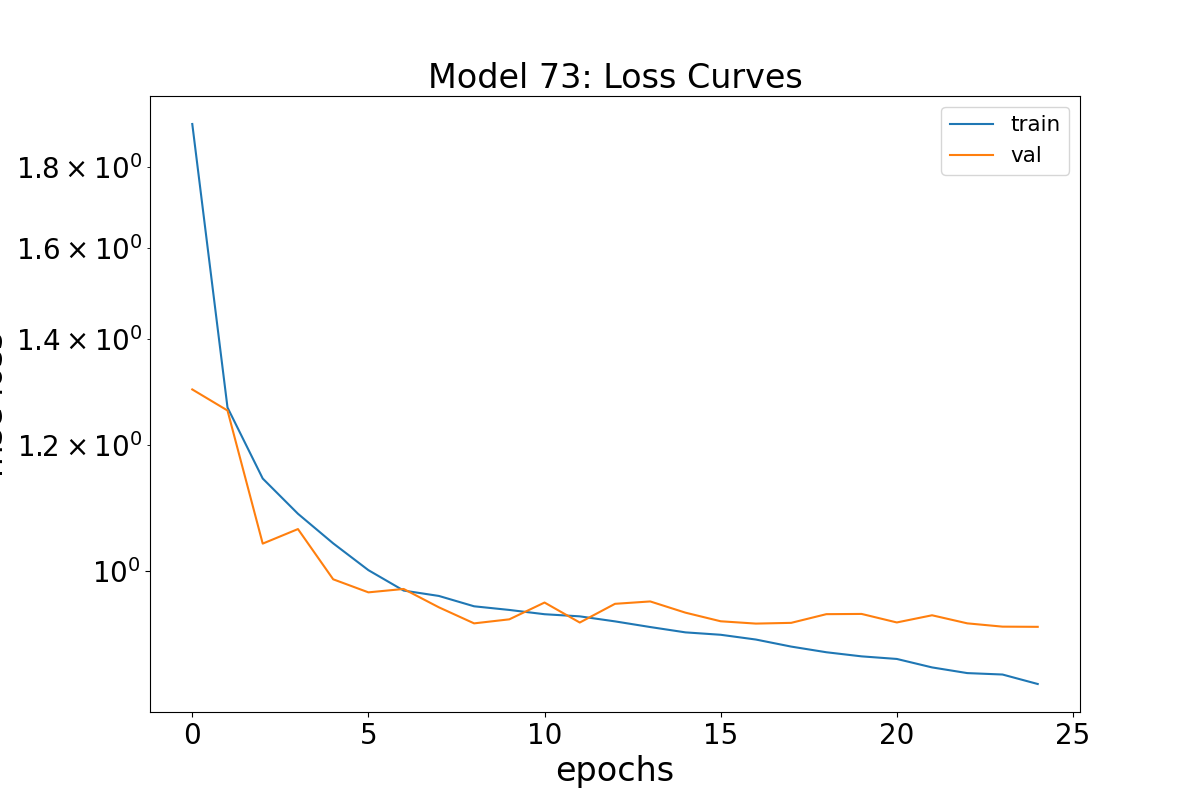 Model 73: Loss Curves
train
val
1.8 × 10⁰
1.6 × 10⁰
1.4 × 10⁰
1.2 × 10⁰
10⁰
0 5 10 15 20 25
epochs